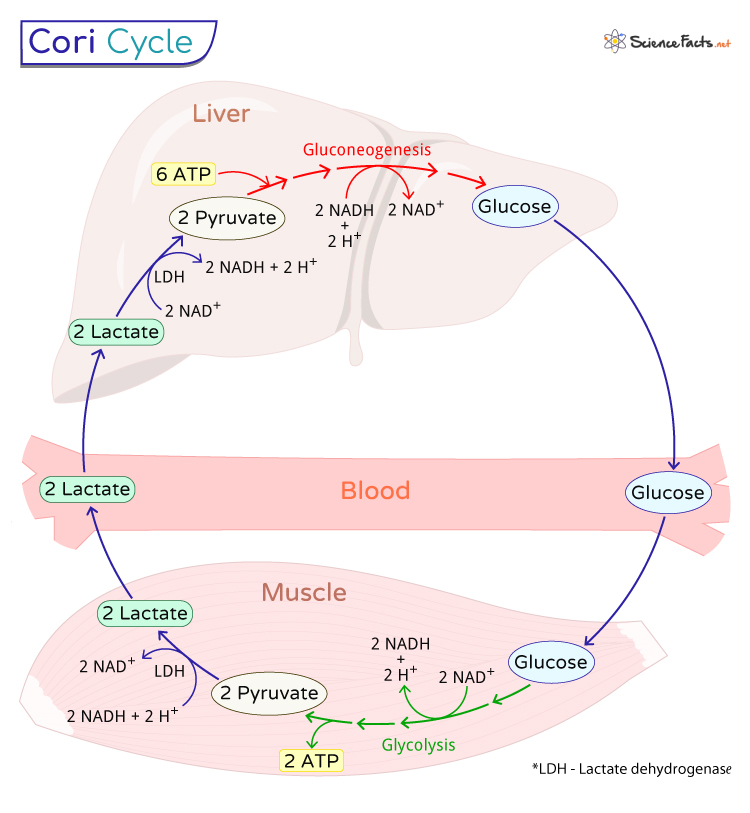 Cori Cycle
ScienceFacts.net
Liver
Gluconeogenesis
6 ATP
2 Pyruvate
2 NADH
+
2 H+
2 NAD+
Glucose
LDH
2 NADH + 2 H+
2 NAD+
2 Lactate
2 Lactate
Blood
Glucose
Muscle
2 Lactate
2 NAD+
LDH
2 NADH + 2 H+
2 Pyruvate
2 NADH
+
2 H+
2 NAD+
Glucose
Glycolysis
2 ATP
*LDH - Lactate dehydrogenase